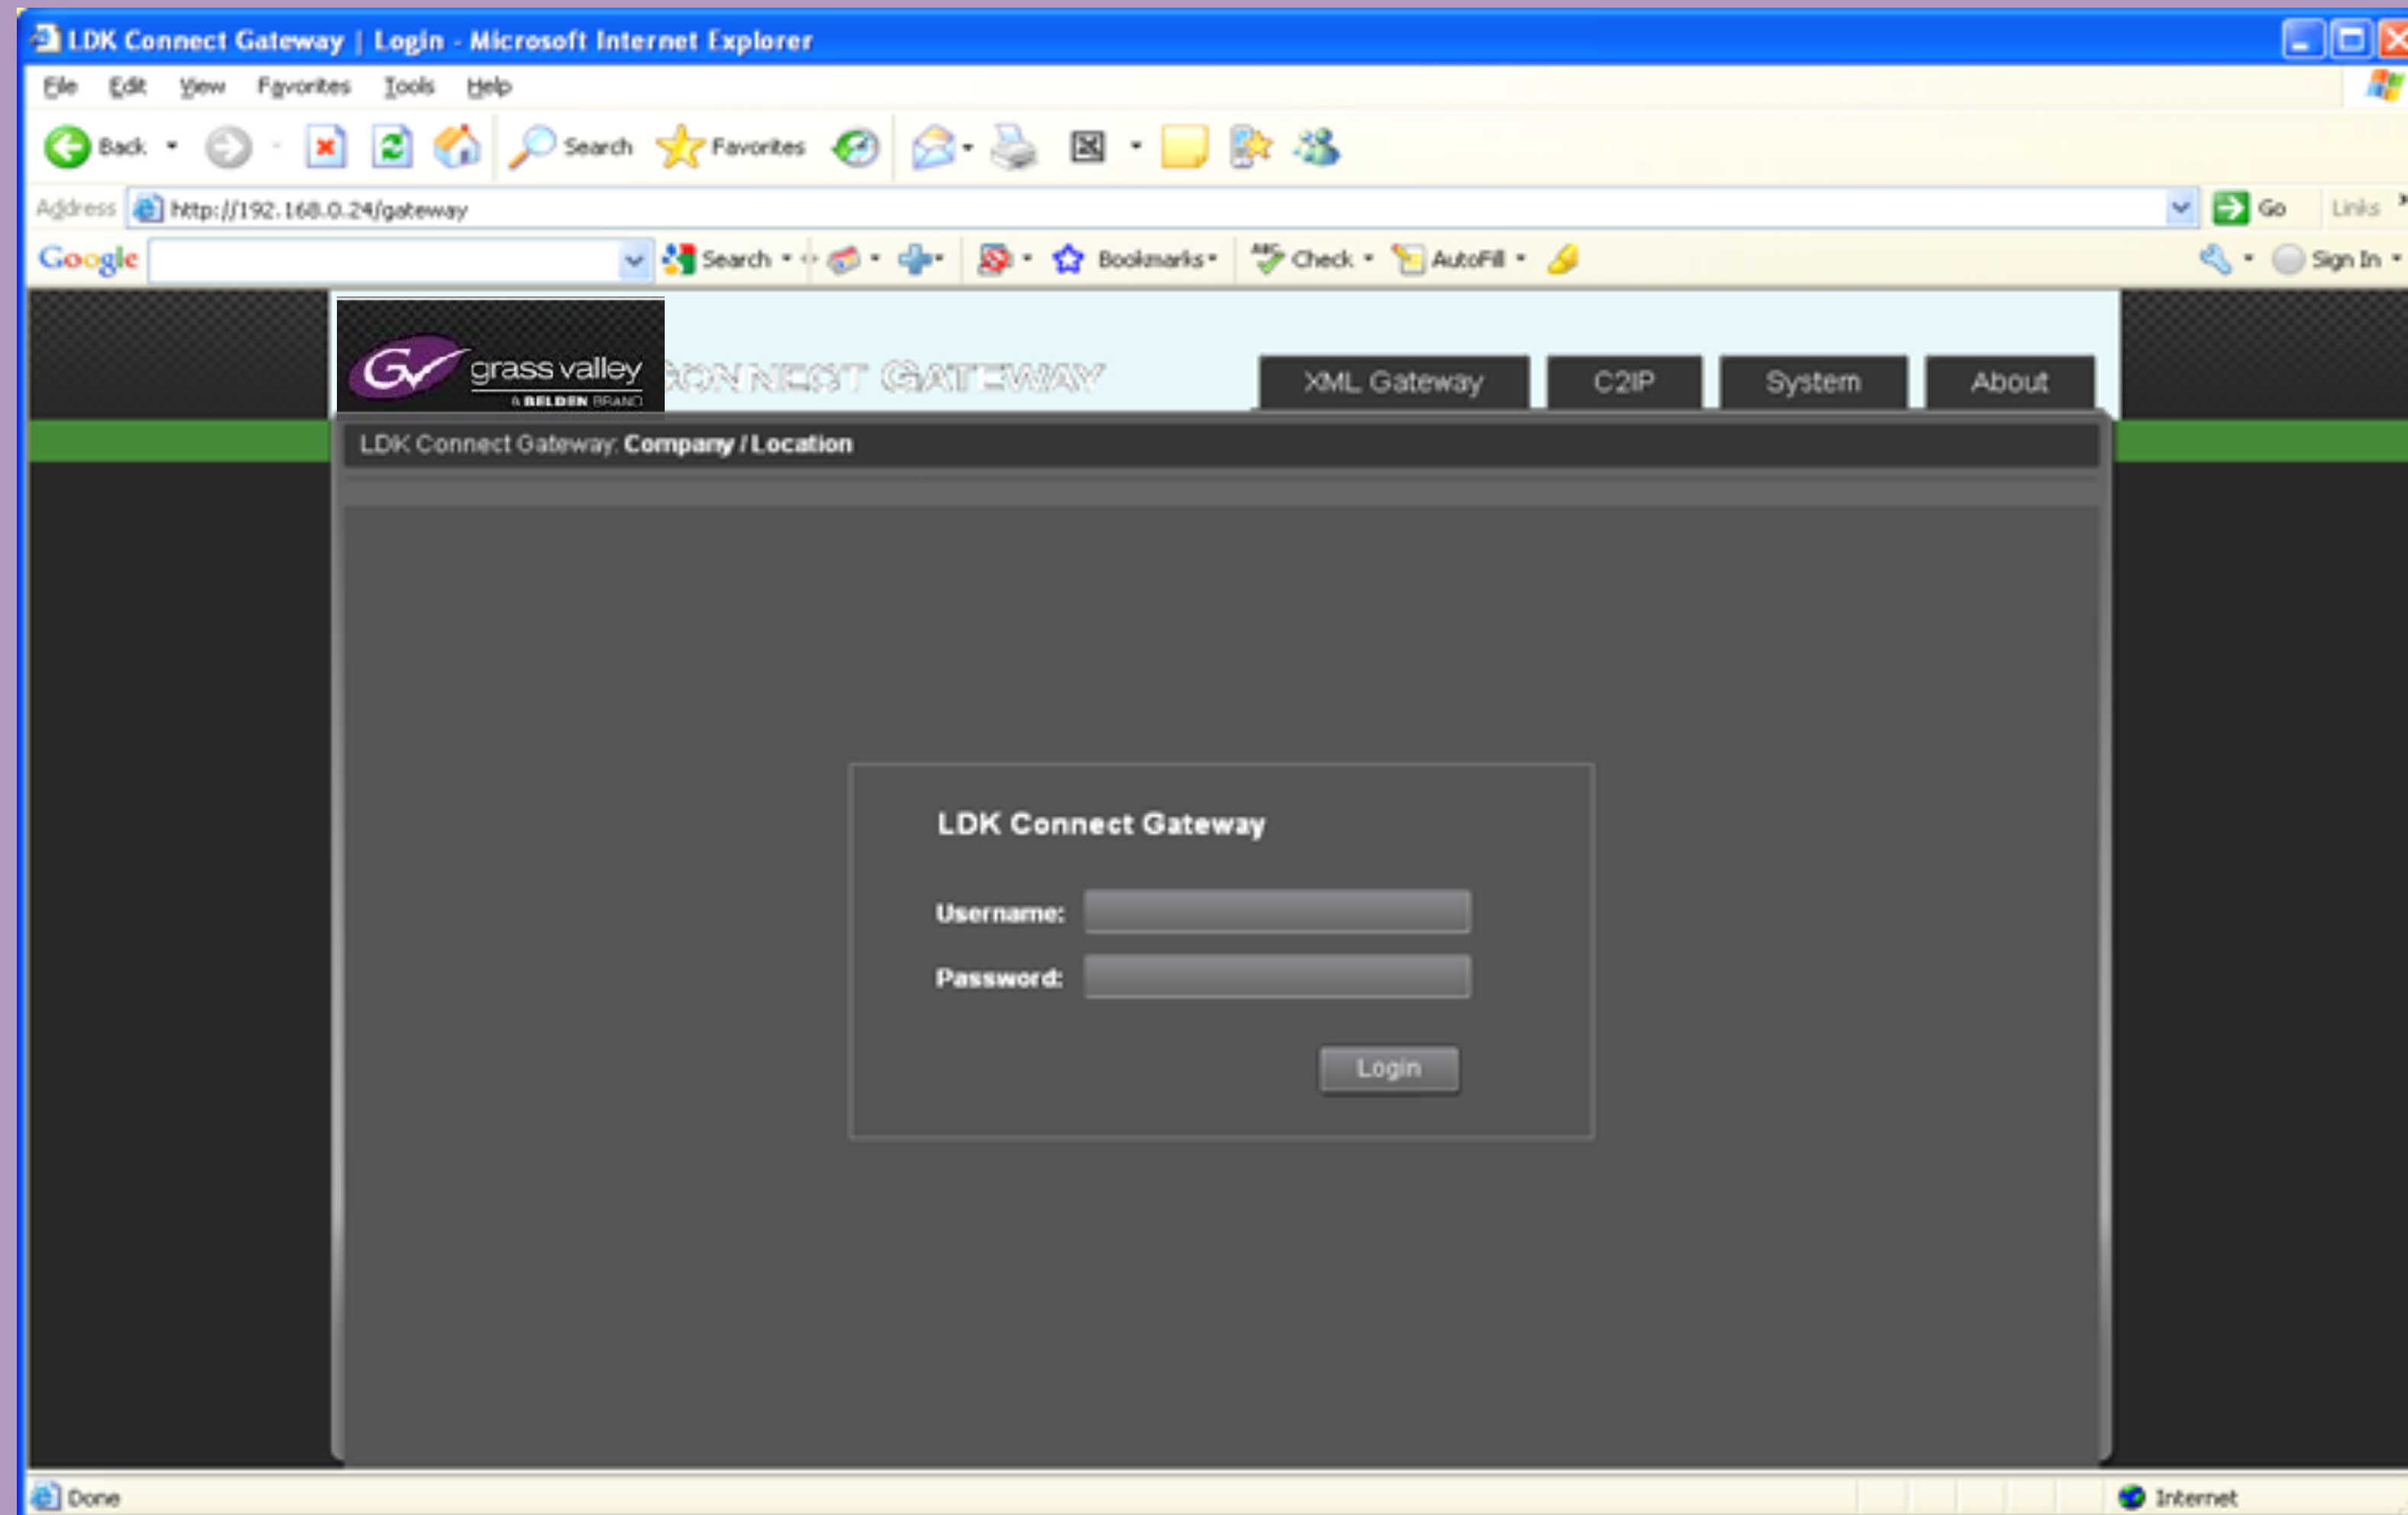 LDK Connect Gateway | Login - Microsoft Internet Explorer
File Edit View Favorites Tools Help
Back Search Favorites
Address http://192.168.0.24/gateway Go Links
Google Search Bookmarks Check AutoFill Sign In
grass valley CONNECT GATEWAY XML Gateway C2IP System About
A BELDEN BRAND
LDK Connect Gateway: Company / Location
LDK Connect Gateway
Username:
Password:
Login
Done Internet